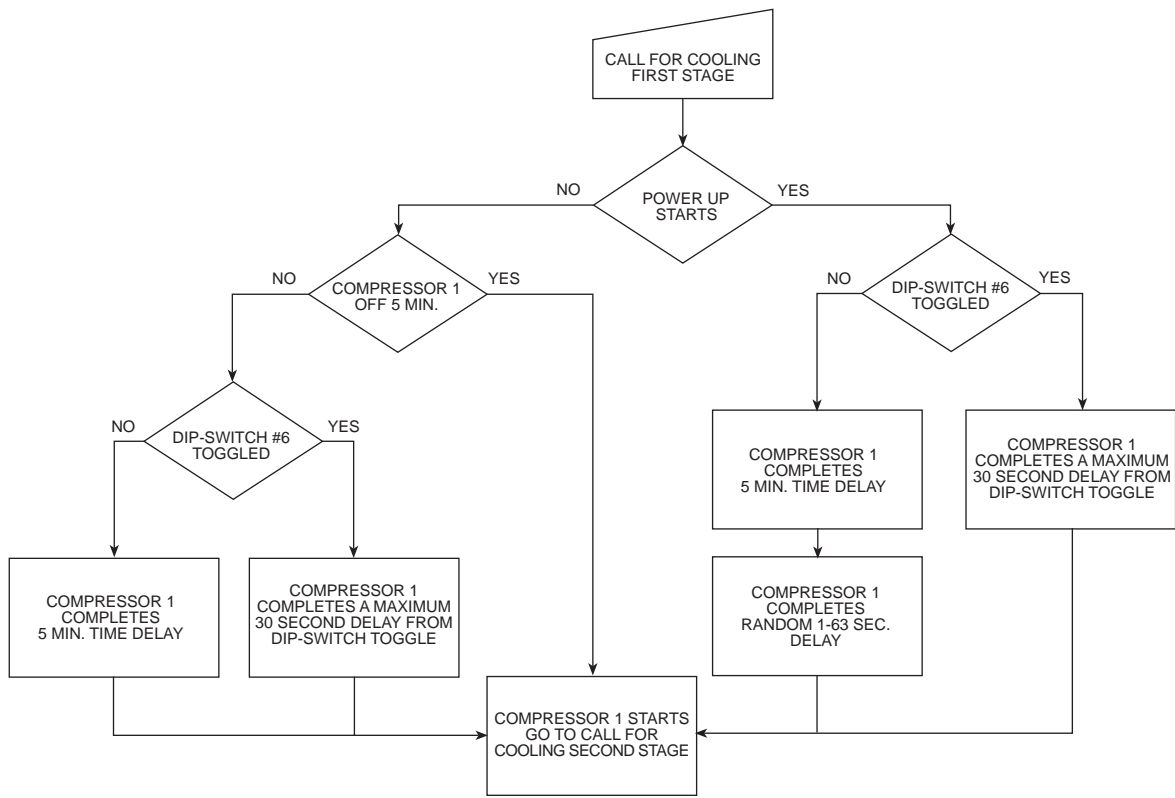 CALL FOR COOLING
FIRST STAGE
NO
POWER UP
STARTS
YES
NO
COMPRESSOR 1
OFF 5 MIN.
YES
NO
DIP-SWITCH #6
TOGGLED
YES
NO
DIP-SWITCH #6
TOGGLED
YES
COMPRESSOR 1
COMPLETES
5 MIN. TIME DELAY
COMPRESSOR 1
COMPLETES A MAXIMUM
30 SECOND DELAY FROM
DIP-SWITCH TOGGLE
COMPRESSOR 1
COMPLETES
5 MIN. TIME DELAY
COMPRESSOR 1
COMPLETES A MAXIMUM
30 SECOND DELAY FROM
DIP-SWITCH TOGGLE
COMPRESSOR 1
COMPLETES
RANDOM 1-63 SEC.
DELAY
COMPRESSOR 1 STARTS
GO TO CALL FOR
COOLING SECOND STAGE